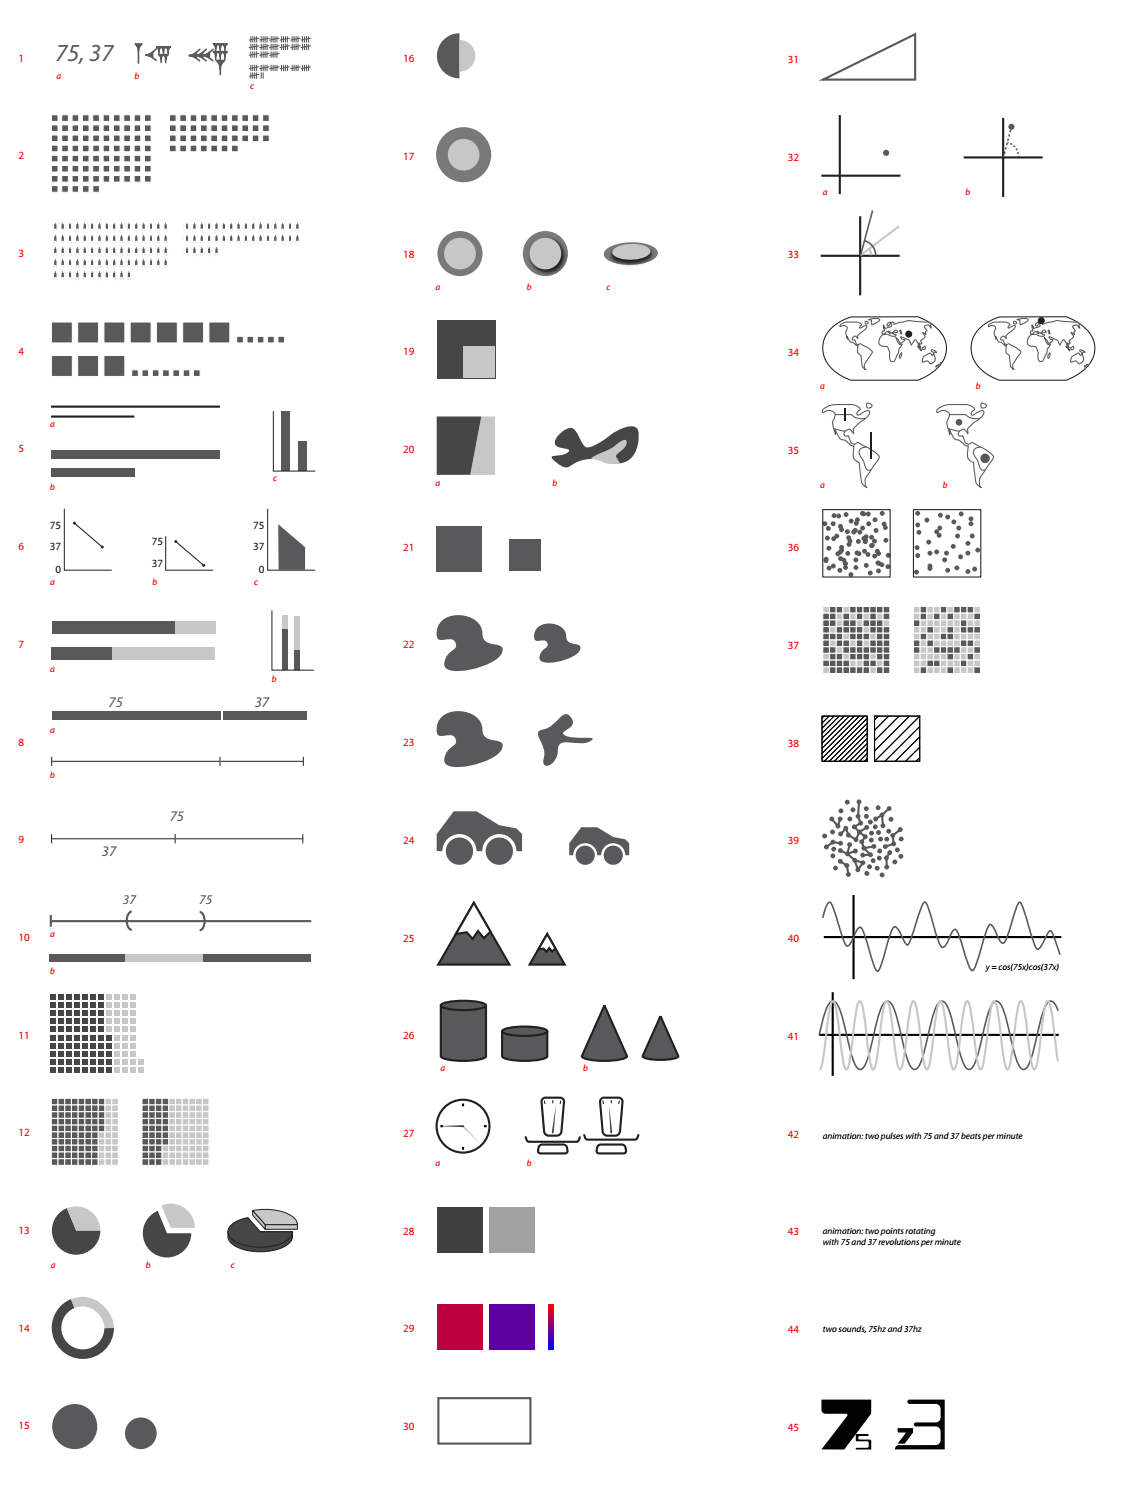 1
75, 37
a
b
c
2
3
4
5
a
b
c
6
75
37
0
a
75
37
b
75
37
0
c
7
a
b
8
75
37
a
b
9
75
37
10
37
75
a
b
11
12
13
a
b
c
14
15
16
17
18
a
b
c
19
20
a
b
21
22
23
24
25
26
a
b
27
a
b
28
29
30
31
32
a
b
33
34
a
b
35
a
b
36
37
38
39
40
y = cos(75x)cos(37x)
41
42
animation: two pulses with 75 and 37 beats per minute
43
animation: two points rotating
with 75 and 37 revolutions per minute
44
two sounds, 75hz and 37hz
45
75
73